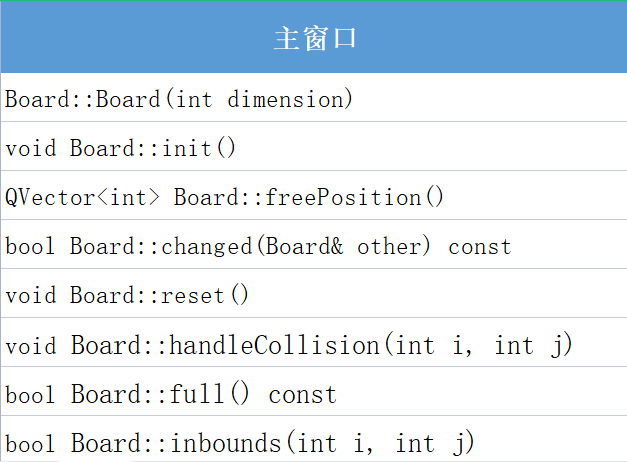 主窗口
Board::Board(int dimension)
void Board::init()
QVector<int> Board::freePosition()
bool Board::changed(Board& other) const
void Board::reset()
void Board::handleCollision(int i, int j)
bool Board::full() const
bool Board::inbounds(int i, int j)